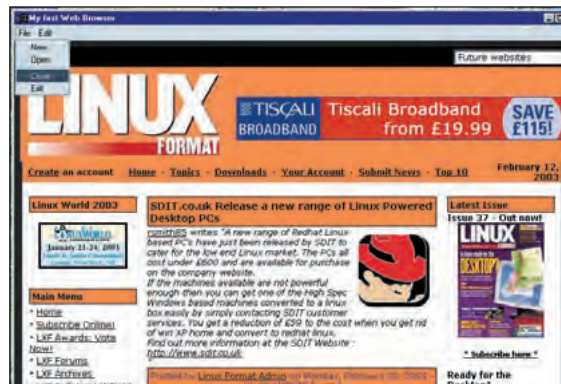 My first Web Browser
File Edit
New
Open
Close
Exit
Future websites
LINUX
FORMAT
TISCALI
BROADBAND
Tiscali Broadband
from £19.99
SAVE
£115!
Create an account Home · Topics · Downloads · Your Account · Submit News · Top 10
February 12,
2003
Linux World 2003
LINUXWORLD
January 21-24, 2003
Main Menu
* Home
* Subscribe Online!
* LXF Awards: Vote
Now!
* LXF Forums
* LXF Archives
SDIT.co.uk Release a new range of Linux Powered
Desktop PCs
rsmith85 writes "A new range of Redhat Linux
based PC's have just been released by SDIT to
cater for the low end Linux market. The PCs all
cost under £600 and are available for purchase
on the company website.
If the machines available are not powerful
enough then you can get one of the High Spec
Windows based machines converted to a linux
box easily by simply contacting SDIT customer
services. You get a reduction of £59 to the cost when you get rid
of win XP home and convert to redhat linux.
Find out more information at the SDIT Website :
http://www.sdit.co.uk
Posted by Linux Format Admin on Monday, February
Latest Issue
Issue 37 - Out now!
LINUX
DESKTOP
* Subscribe here *
Ready for the